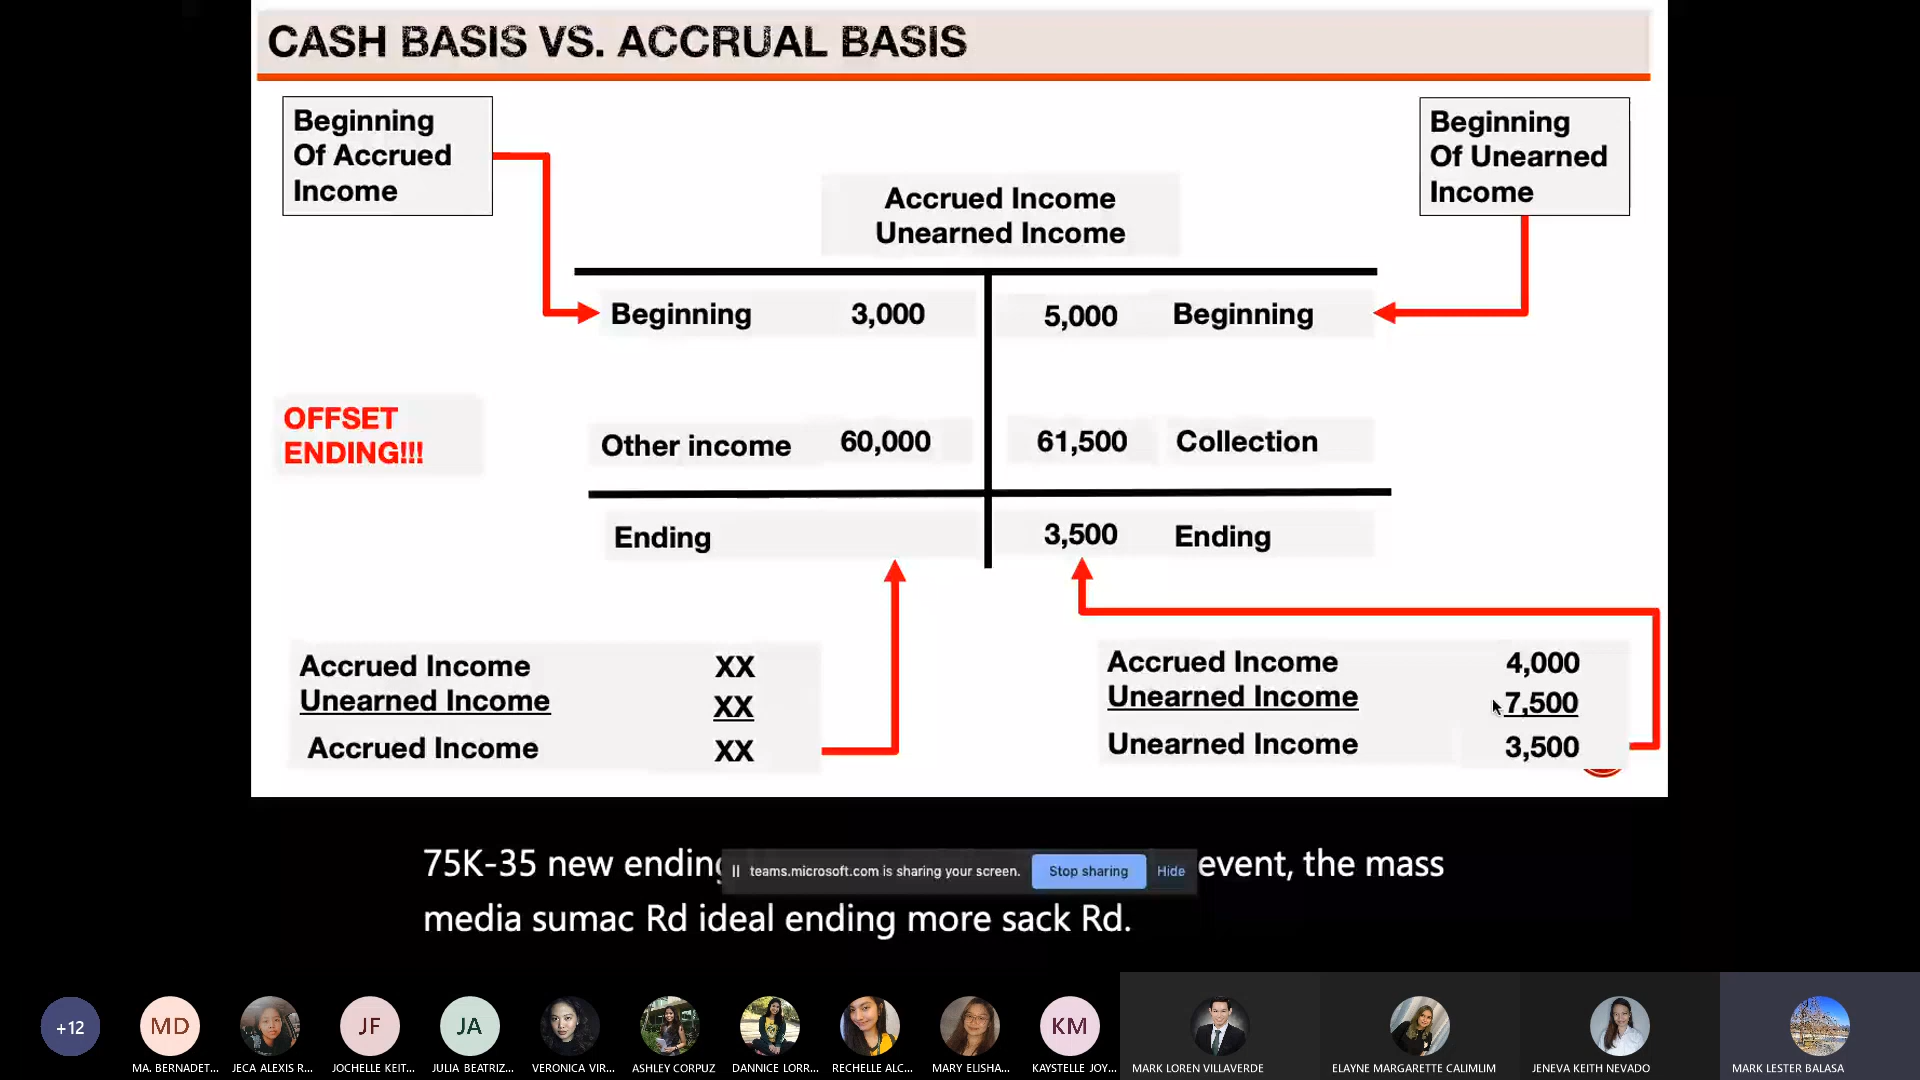 CASH BASIS VS. ACCRUAL BASIS
Beginning
Of Accrued
Income
Beginning
Of Unearned
Income
Accrued Income
Unearned Income
Beginning 3,000 5,000 Beginning
OFFSET
ENDING!!!
Other income 60,000 61,500 Collection
Ending 3,500 Ending
Accrued Income XX
Unearned Income XX
Accrued Income XX
Accrued Income 4,000
Unearned Income 7,500
Unearned Income 3,500
75K-35 new ending event, the mass
teams.microsoft.com is sharing your screen. Stop sharing Hide
media sumac Rd ideal ending more sack Rd.
+12 MD JF JA KM
MA. BERNADET... JECA ALEXIS R... JOCHELLE KEIT... JULIA BEATRIZ... VERONICA VIR... ASHLEY CORPUZ DANNICE LORR... RECHELLE ALC... MARY ELISHA... KAYSTELLE JOY... MARK LOREN VILLAVERDE ELAYNE MARGARETTE CALIMLIM JENEVA KEITH NEVADO MARK LESTER BALASA